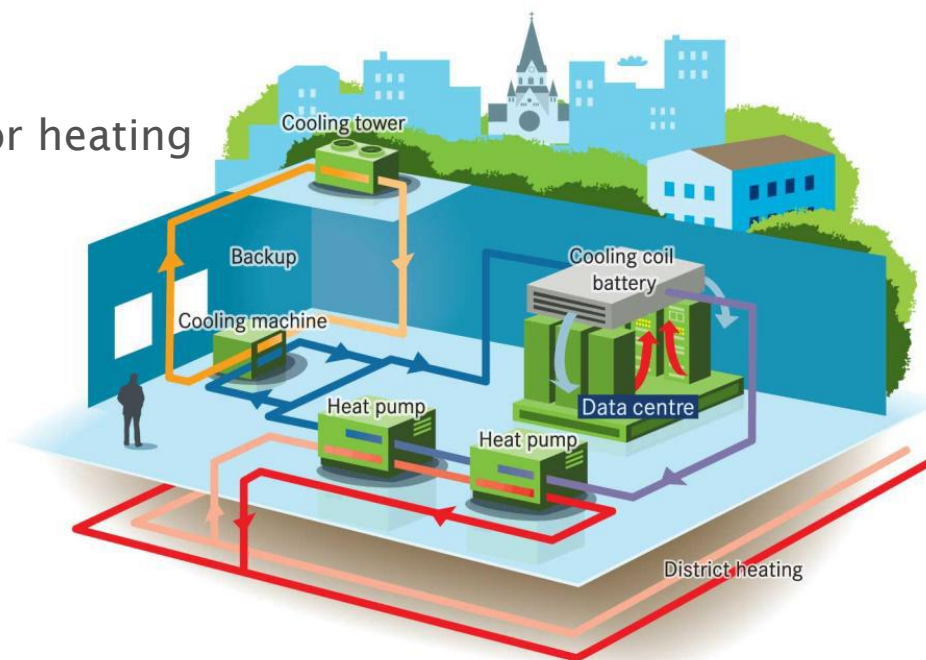 or heating
Cooling tower
Backup
Cooling coil
battery
Cooling machine
Data centre
Heat pump
Heat pump
District heating